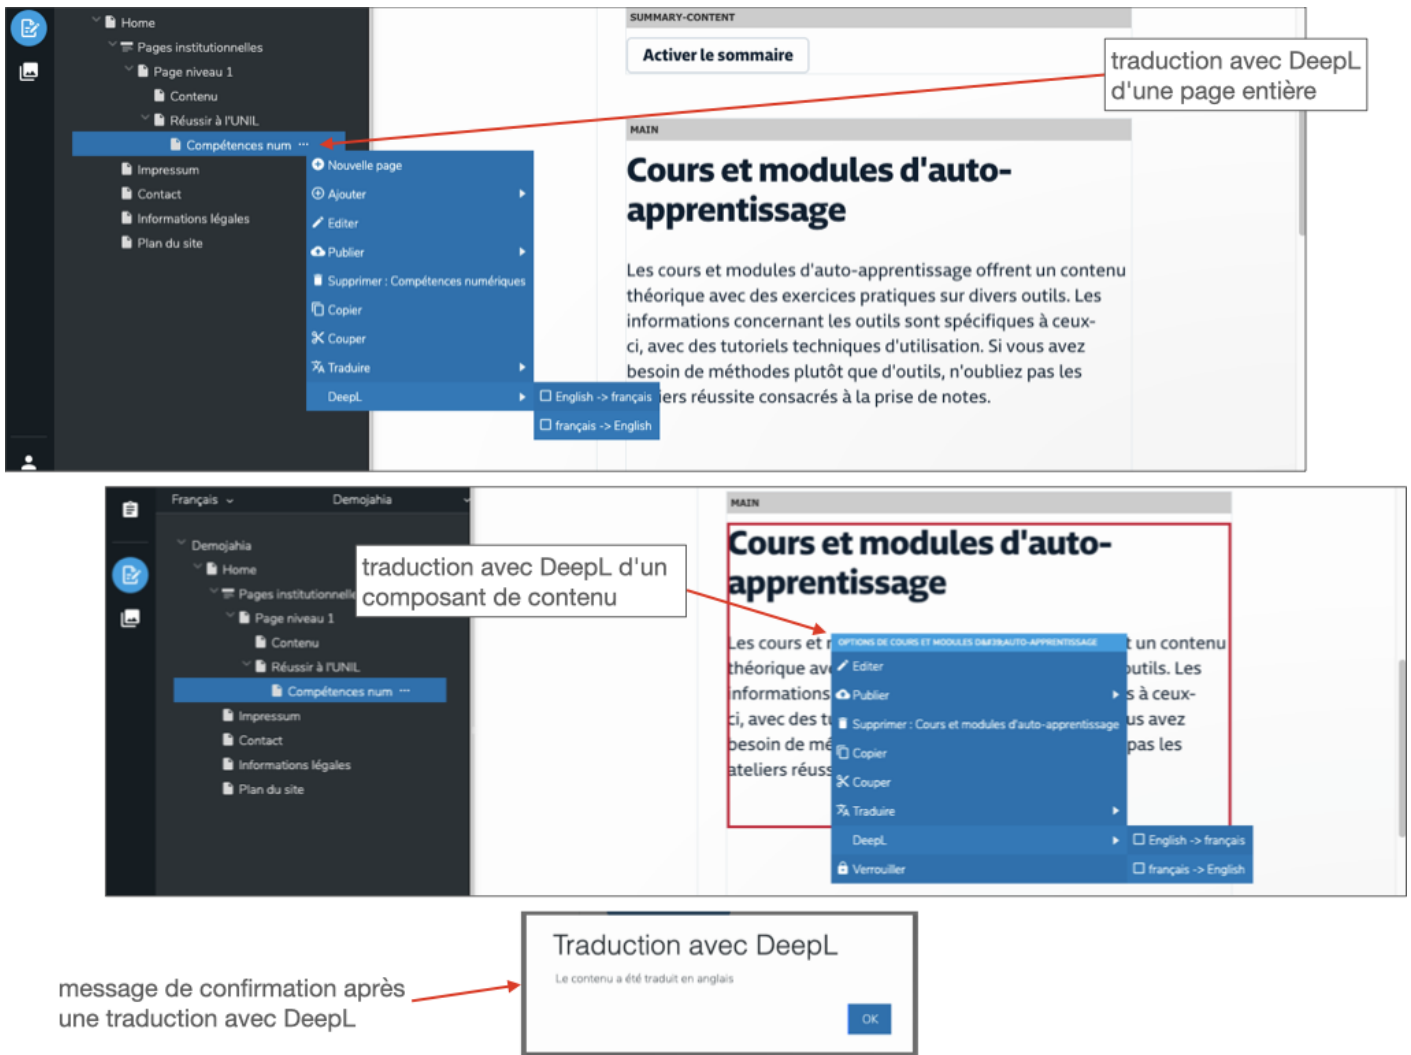 Home
Pages institutionnelles
Page niveau 1
Contenu
Réussir à l'UNIL
Compétences num ···
Impressum
Contact
Informations légales
Plan du site
Nouvelle page
Ajouter
Editer
Publier
Supprimer : Compétences numériques
Copier
Couper
Traduire
DeepL
English -> français
français -> English
SUMMARY-CONTENT
Activer le sommaire
traduction avec DeepL
d'une page entière
MAIN
Cours et modules d'auto-
apprentissage
Les cours et modules d'auto-apprentissage offrent un contenu
théorique avec des exercices pratiques sur divers outils. Les
informations concernant les outils sont spécifiques à ceux-
ci, avec des tutoriels techniques d'utilisation. Si vous avez
besoin de méthodes plutôt que d'outils, n'oubliez pas les
iers réussite consacrés à la prise de notes.
Français
Demojahia
Demojahia
Home
Pages institutionnelle
Page niveau 1
Contenu
Réussir à l'UNIL
Compétences num ···
Impressum
Contact
Informations légales
Plan du site
traduction avec DeepL d'un
composant de contenu
MAIN
Cours et modules d'auto-
apprentissage
Les cours et t un contenu
théorique av outils. Les
informations s à ceux-
ci, avec des tu us avez
besoin de mé pas les
ateliers réuss
OPTIONS DE COURS ET MODULES D&#39;AUTO-APPRENTISSAGE
Editer
Publier
Supprimer : Cours et modules d'auto-apprentissage
Copier
Couper
Traduire
DeepL
Verrouiller
English -> français
français -> English
message de confirmation après
une traduction avec DeepL
Traduction avec DeepL
Le contenu a été traduit en anglais
OK